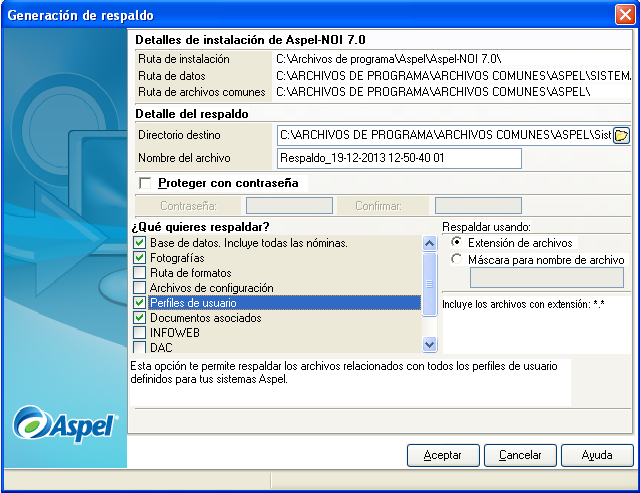 Generación de respaldo
Detalles de instalación de Aspel-NOI 7.0
Ruta de instalación C:\Archivos de programa\Aspel\Aspel-NOI 7.0\
Ruta de datos C:\ARCHIVOS DE PROGRAMA\ARCHIVOS COMUNES\ASPEL\SISTEM.
Ruta de archivos comunes C:\ARCHIVOS DE PROGRAMA\ARCHIVOS COMUNES\ASPEL\
Detalle del respaldo
Directorio destino C:\ARCHIVOS DE PROGRAMA\ARCHIVOS COMUNES\ASPEL\Sist
Nombre del archivo Respaldo_19-12-2013 12-50-40 01
Proteger con contraseña
Contraseña: Confirmar:
¿Qué quieres respaldar? Respaldar usando:
Base de datos. Incluye todas las nóminas. Extensión de archivos
Fotografías Máscara para nombre de archivo
Ruta de formatos
Archivos de configuración
Perfiles de usuario Incluye los archivos con extensión: *.*
Documentos asociados
INFOWEB
DAC
Esta opción te permite respaldar los archivos relacionados con todos los perfiles de usuario
definidos para tus sistemas Aspel.
Aspel
Aceptar Cancelar Ayuda